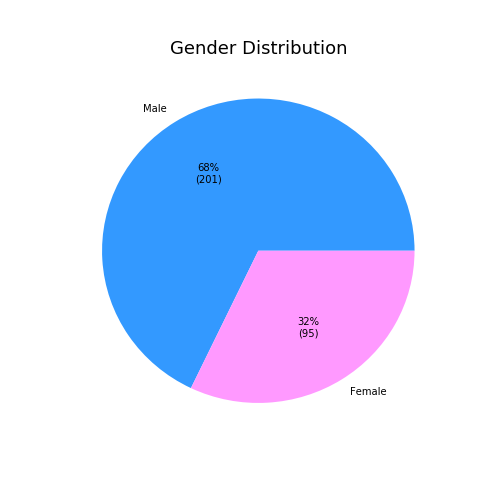 Gender Distribution
Male
68%
(201)
32%
(95)
Female